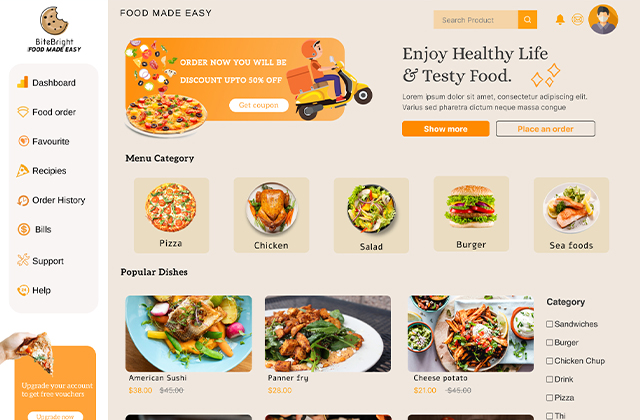 BiteBright
FOOD MADE EASY
Dashboard
Food order
Favourite
Recipies
Order History
Bills
Support
Help
Upgrade your account
to get free vouchers
Upgrade now
FOOD MADE EASY
Search Product
ORDER NOW YOU WILL BE
DISCOUNT UPTO 50% OFF
Get coupon
Enjoy Healthy Life
& Testy Food.
Lorem ipsum dolor sit amet, consectetur adipiscing elit.
Varius sed pharetra dictum neque massa congue
Show more
Place an order
Menu Category
Pizza
Chicken
Salad
Burger
Sea foods
Popular Dishes
American Sushi
$38.00 $45.00
Panner fry
$28.00
Cheese potato
$21.00 $45.00
Category
Sandwiches
Burger
Chicken Chup
Drink
Pizza
Thi